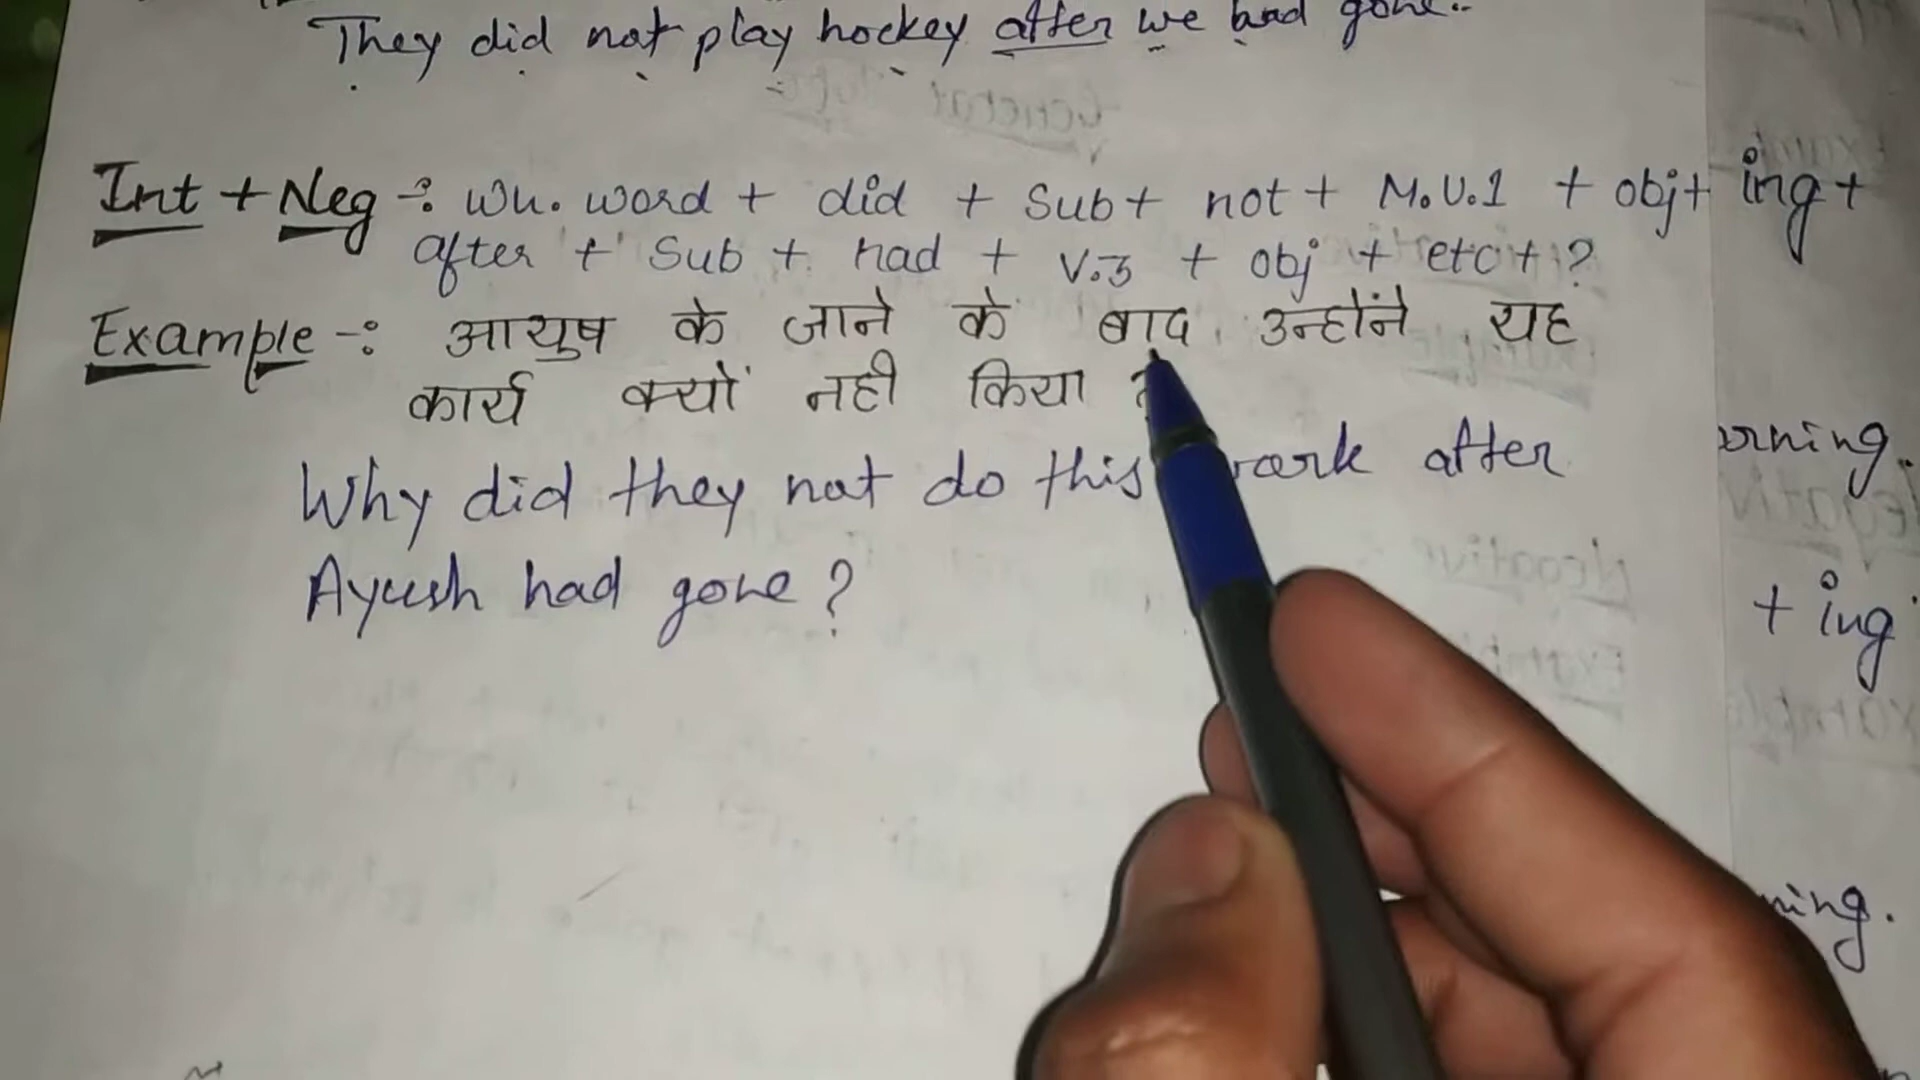 They did not play hockey after we had gone..
Int + Neg -: Wh. word + did + Sub + not + M.V.1 + obj +
after + Sub + had + V.3 + obj + etc + ?
Example -: आयुष के जाने के बाद उन्होंने यह
कार्य क्यों नही किया ?
Why did they not do this work after
Ayush had gone?
ing +
+ ing